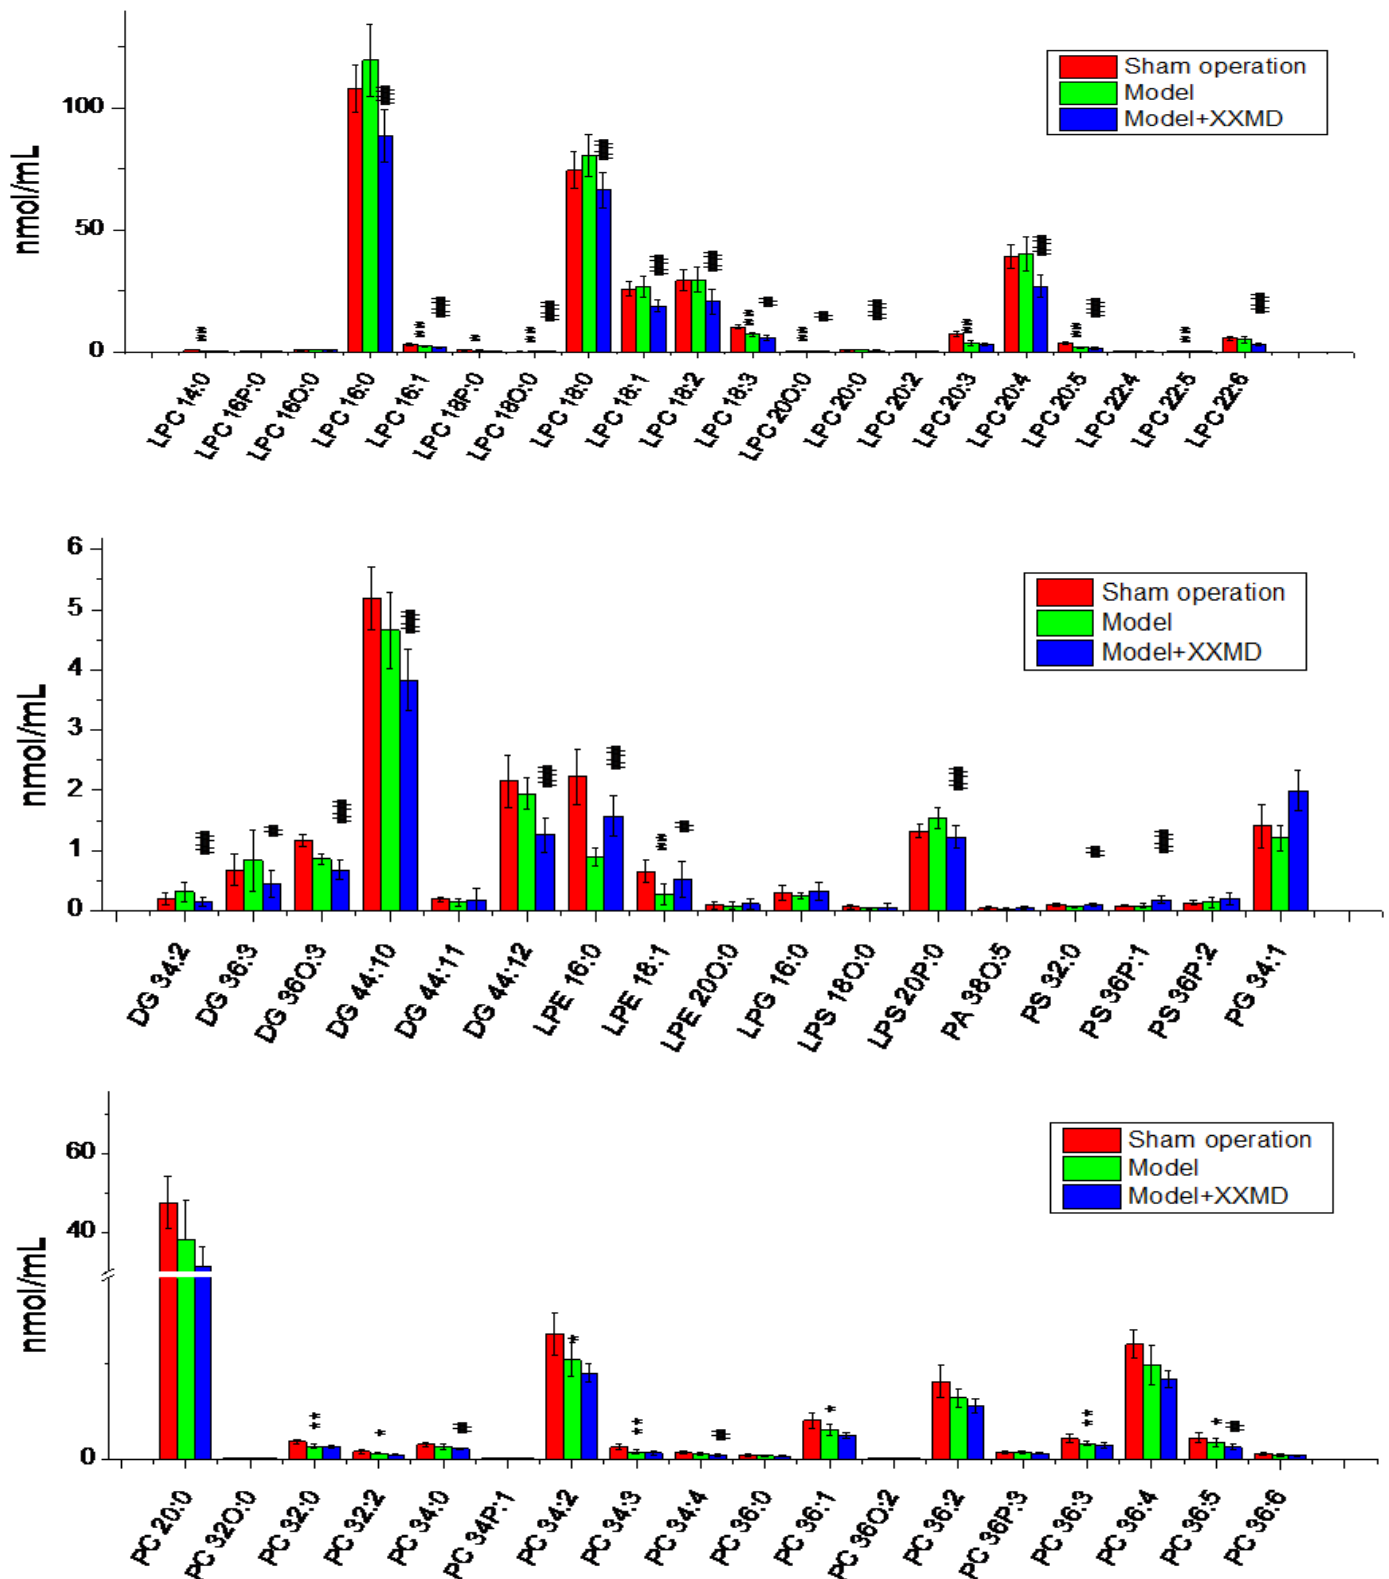 Sham operation
Model
Model+XXMD
nmol/mL
100
50
0
LPC 14:0
LPC 16P:0
LPC 16O:0
LPC 16:0
LPC 16:1
LPC 18P:0
LPC 18O:0
LPC 18:0
LPC 18:1
LPC 18:2
LPC 18:3
LPC 20O:0
LPC 20:0
LPC 20:2
LPC 20:3
LPC 20:4
LPC 20:5
LPC 22:4
LPC 22:5
LPC 22:6
Sham operation
Model
Model+XXMD
nmol/mL
6
5
4
3
2
1
0
DG 34:2
DG 36:3
DG 36O:3
DG 44:10
DG 44:11
DG 44:12
LPE 16:0
LPE 18:1
LPE 20O:0
LPG 16:0
LPS 18O:0
LPS 20P:0
PA 38O:5
PS 32:0
PS 36P:1
PS 36P:2
PG 34:1
Sham operation
Model
Model+XXMD
nmol/mL
60
40
0
PC 20:0
PC 32O:0
PC 32:0
PC 32:2
PC 34:0
PC 34P:1
PC 34:2
PC 34:3
PC 34:4
PC 36:0
PC 36:1
PC 36O:2
PC 36:2
PC 36P:3
PC 36:3
PC 36:4
PC 36:5
PC 36:6